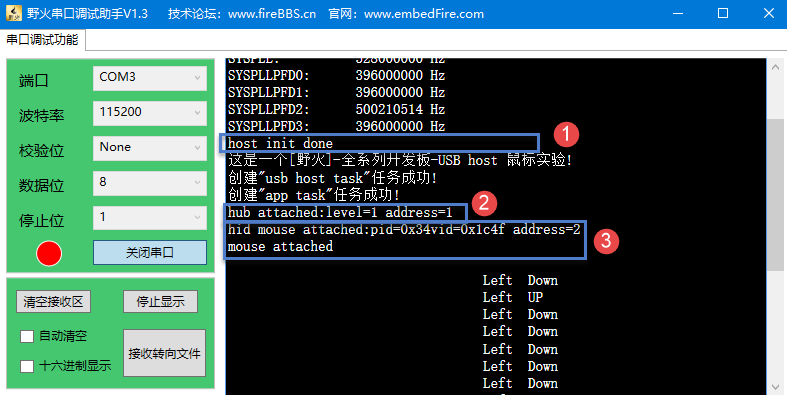 野火串口调试助手V1.3 技术论坛：www.fireBBS.cn 官网：www.embedFire.com
串口调试功能
端口 COM3
波特率 115200
校验位 None
数据位 8
停止位 1
关闭串口
清空接收区 停止显示
自动清空
十六进制显示
接收转向文件
SYSPLL: 528000000 Hz
SYSPLLPFD0: 396000000 Hz
SYSPLLPFD1: 396000000 Hz
SYSPLLPFD2: 500210514 Hz
SYSPLLPFD3: 396000000 Hz
host init done
1
这是一个[野火]-全系列开发板-USB host 鼠标实验!
创建"usb host task"任务成功!
创建"app task"任务成功!
hub attached:level=1 address=1
2
hid mouse attached:pid=0x34vid=0x1c4f address=2
mouse attached
3
Left Down
Left UP
Left Down
Left Down
Left Down
Left Down
Left Down